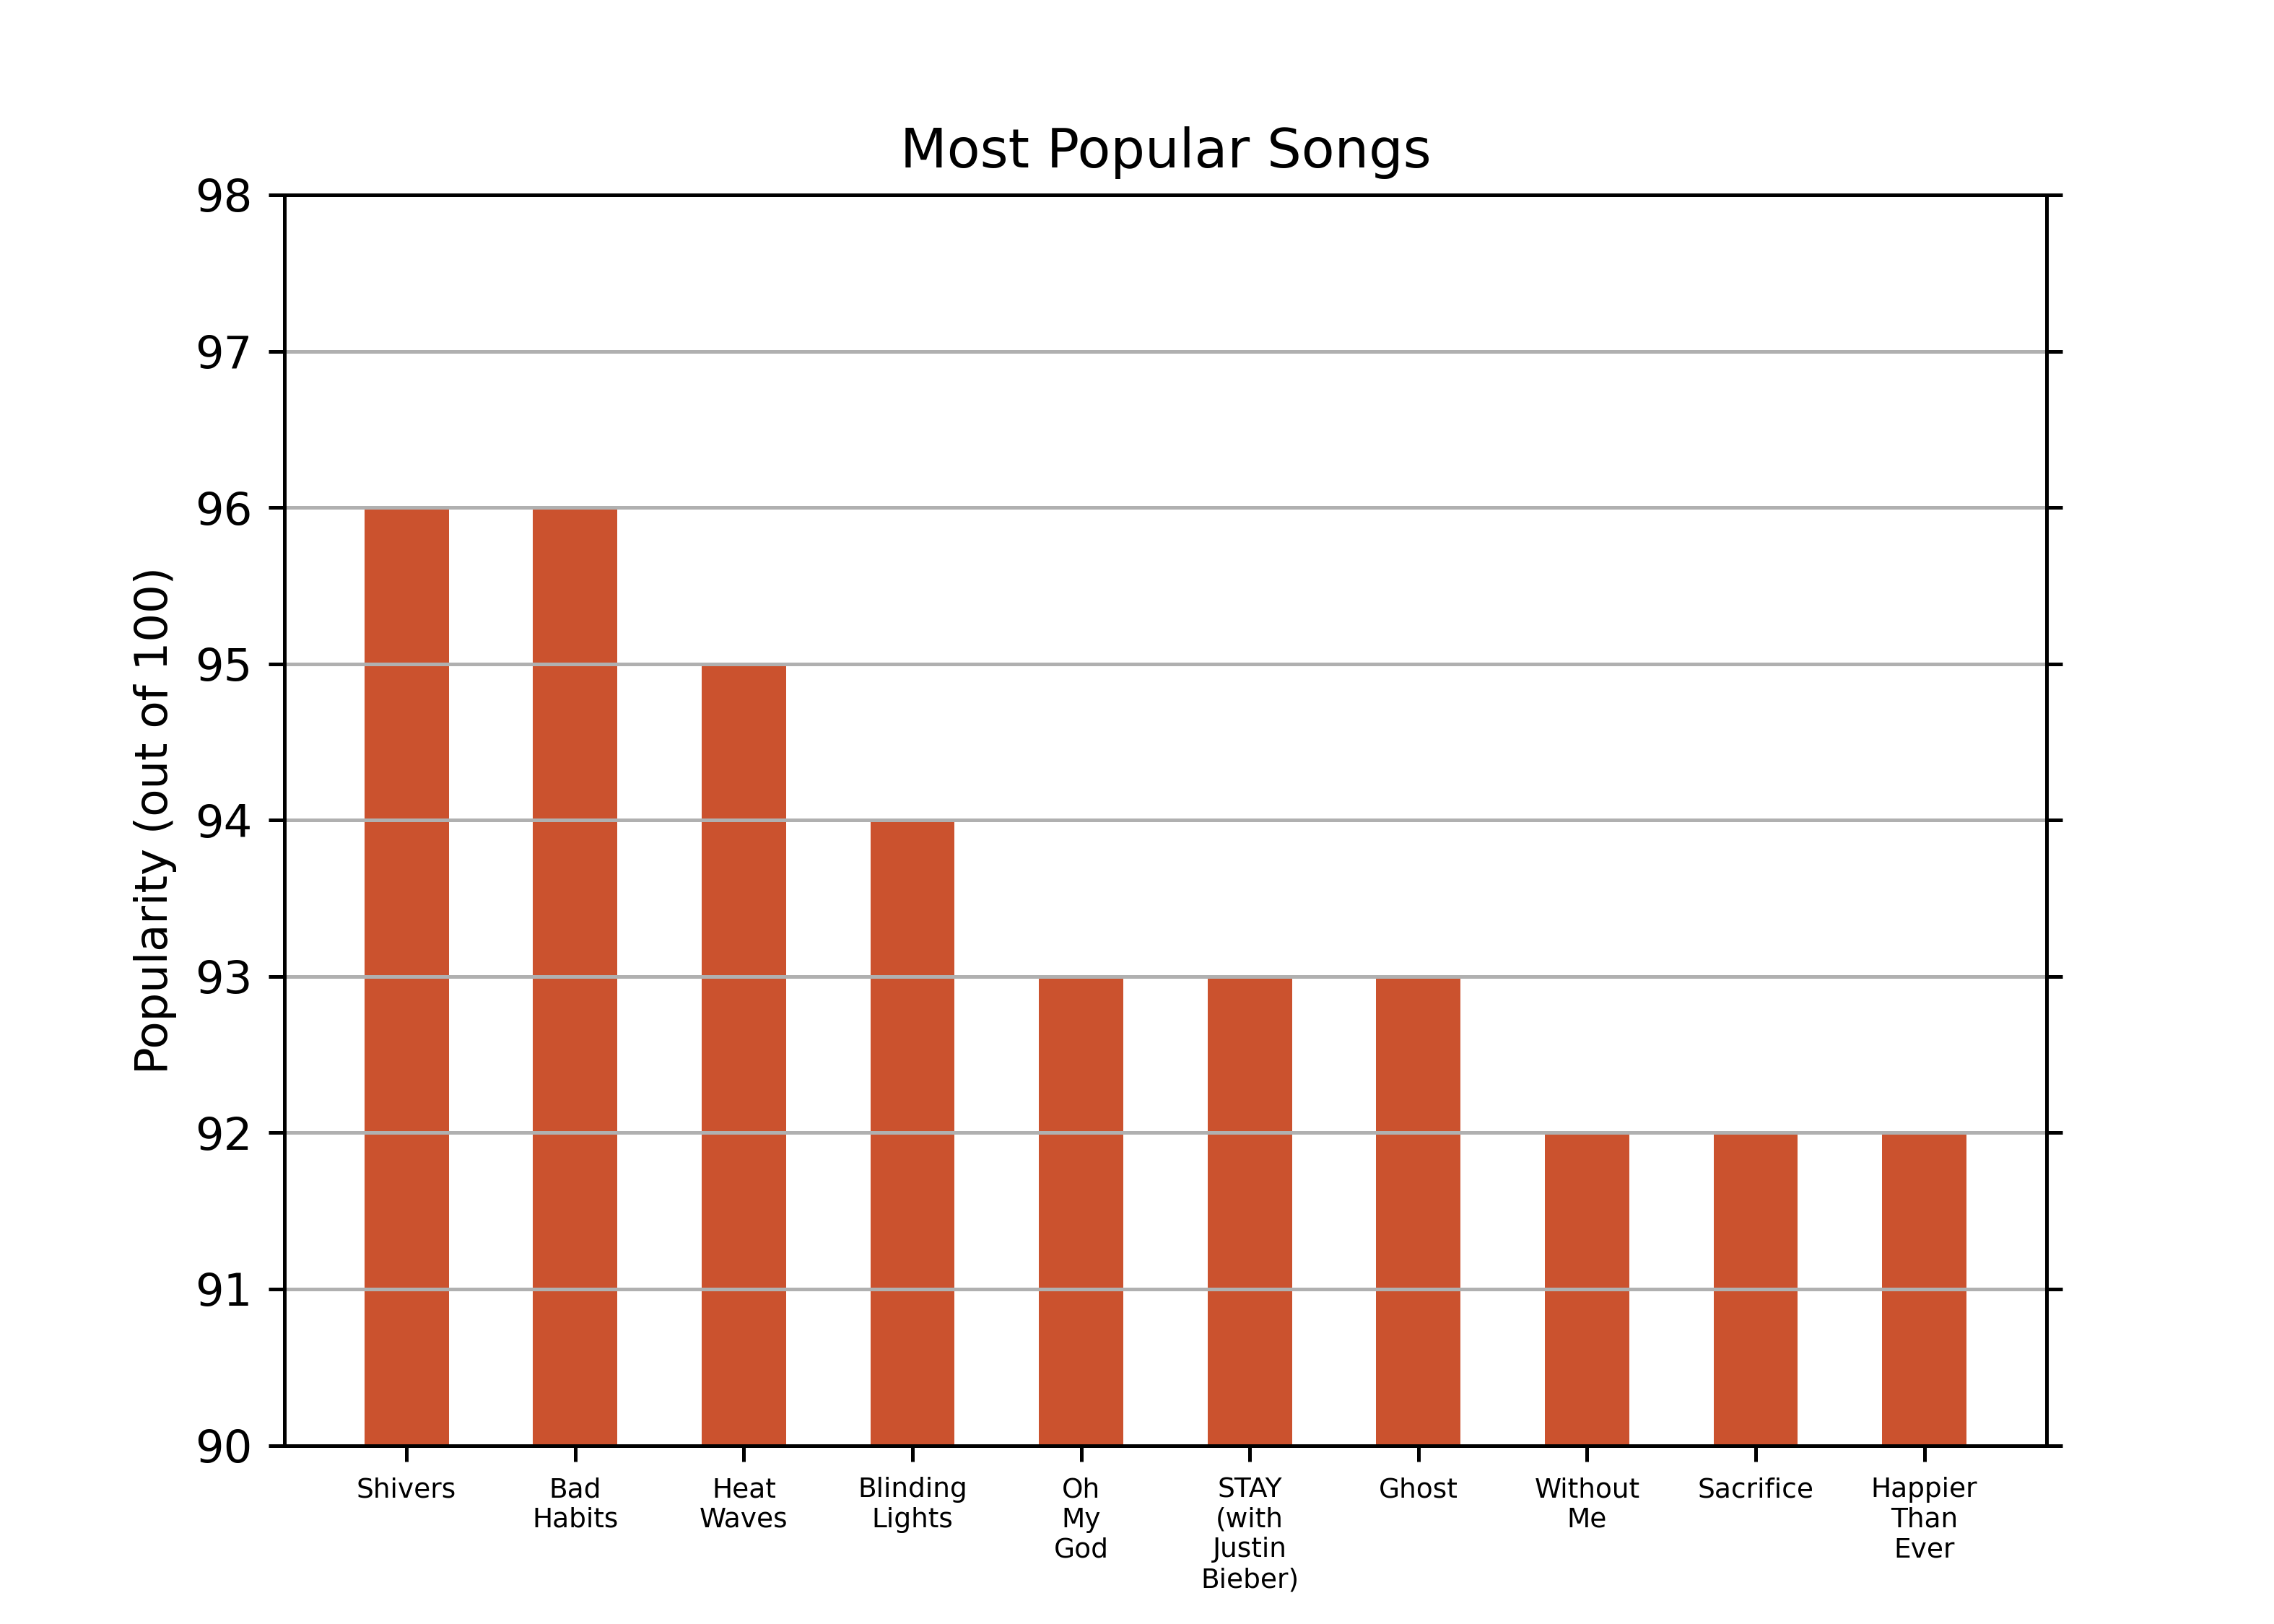 Most Popular Songs
98
97
96
95
94
93
92
91
90
Popularity (out of 100)
Shivers
Bad
Habits
Heat
Waves
Blinding
Lights
Oh
My
God
STAY
(with
Justin
Bieber)
Ghost
Without
Me
Sacrifice
Happier
Than
Ever